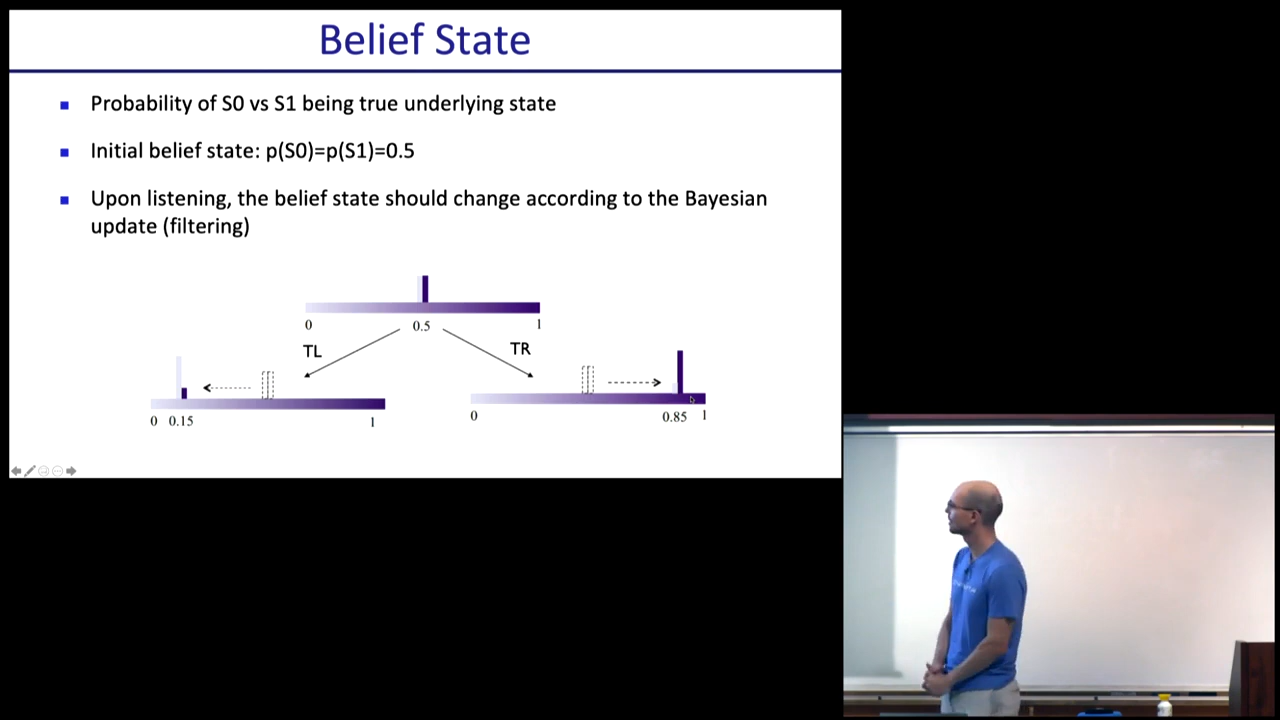 Belief State
Probability of S0 vs S1 being true underlying state
Initial belief state: p(S0)=p(S1)=0.5
Upon listening, the belief state should change according to the Bayesian
update (filtering)
0 0.5 1
TL TR
0 0.15 1
0 0.85 1